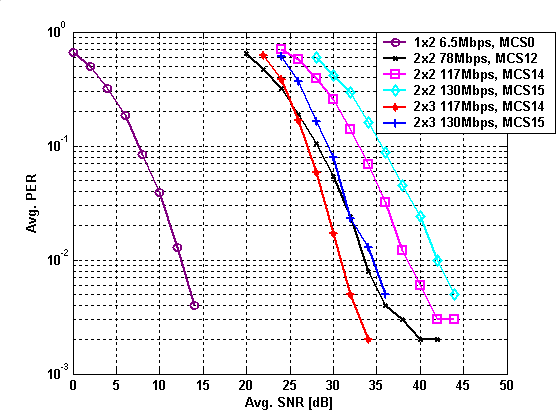 10^0
10^-1
10^-2
10^-3
Avg. PER
0 5 10 15 20 25 30 35 40 45 50
Avg. SNR [dB]
1x2 6.5Mbps, MCS0
2x2 78Mbps, MCS12
2x2 117Mbps, MCS14
2x2 130Mbps, MCS15
2x3 117Mbps, MCS14
2x3 130Mbps, MCS15